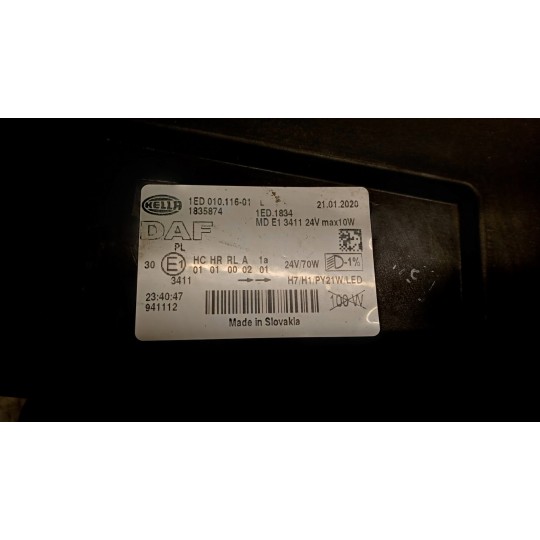 HELLA 1ED 010.116-01 L 21.01.2020
1835874 1ED.1834
MD E1 3411 24V max10W
DAF
PL
30 E1 HC HR RL A 1a 24V/70W -1%
01 01 00 02 01
3411 H7/H1/PY21W/LED
23:40:47 100 W
941112
Made in Slovakia